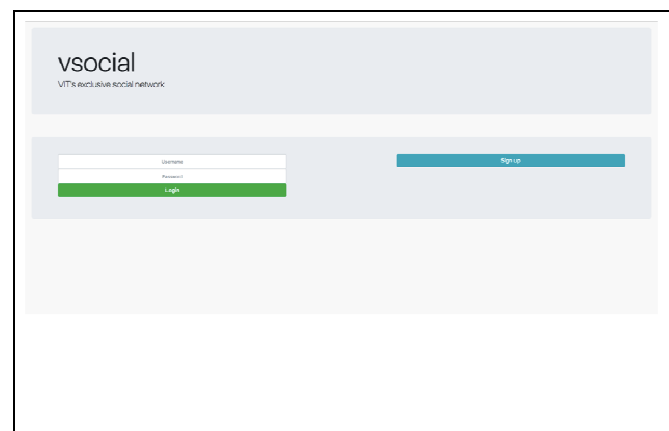 vsocial
VIT's exclusive social network
Username
Password
Login
Sign up